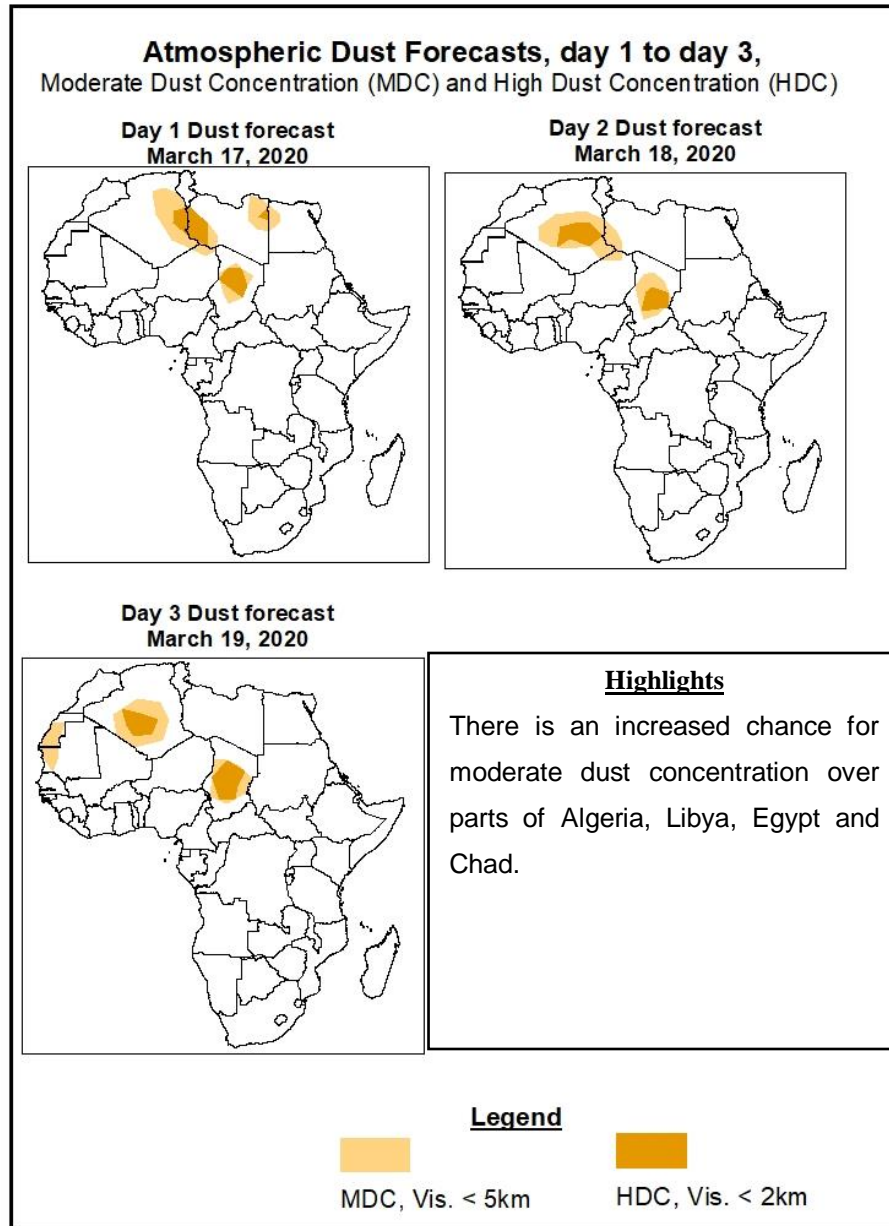 Atmospheric Dust Forecasts, day 1 to day 3,
Moderate Dust Concentration (MDC) and High Dust Concentration (HDC)
Day 1 Dust forecast
March 17, 2020
Day 2 Dust forecast
March 18, 2020
Day 3 Dust forecast
March 19, 2020
Highlights
There is an increased chance for
moderate dust concentration over
parts of Algeria, Libya, Egypt and
Chad.
Legend
MDC, Vis. < 5km
HDC, Vis. < 2km